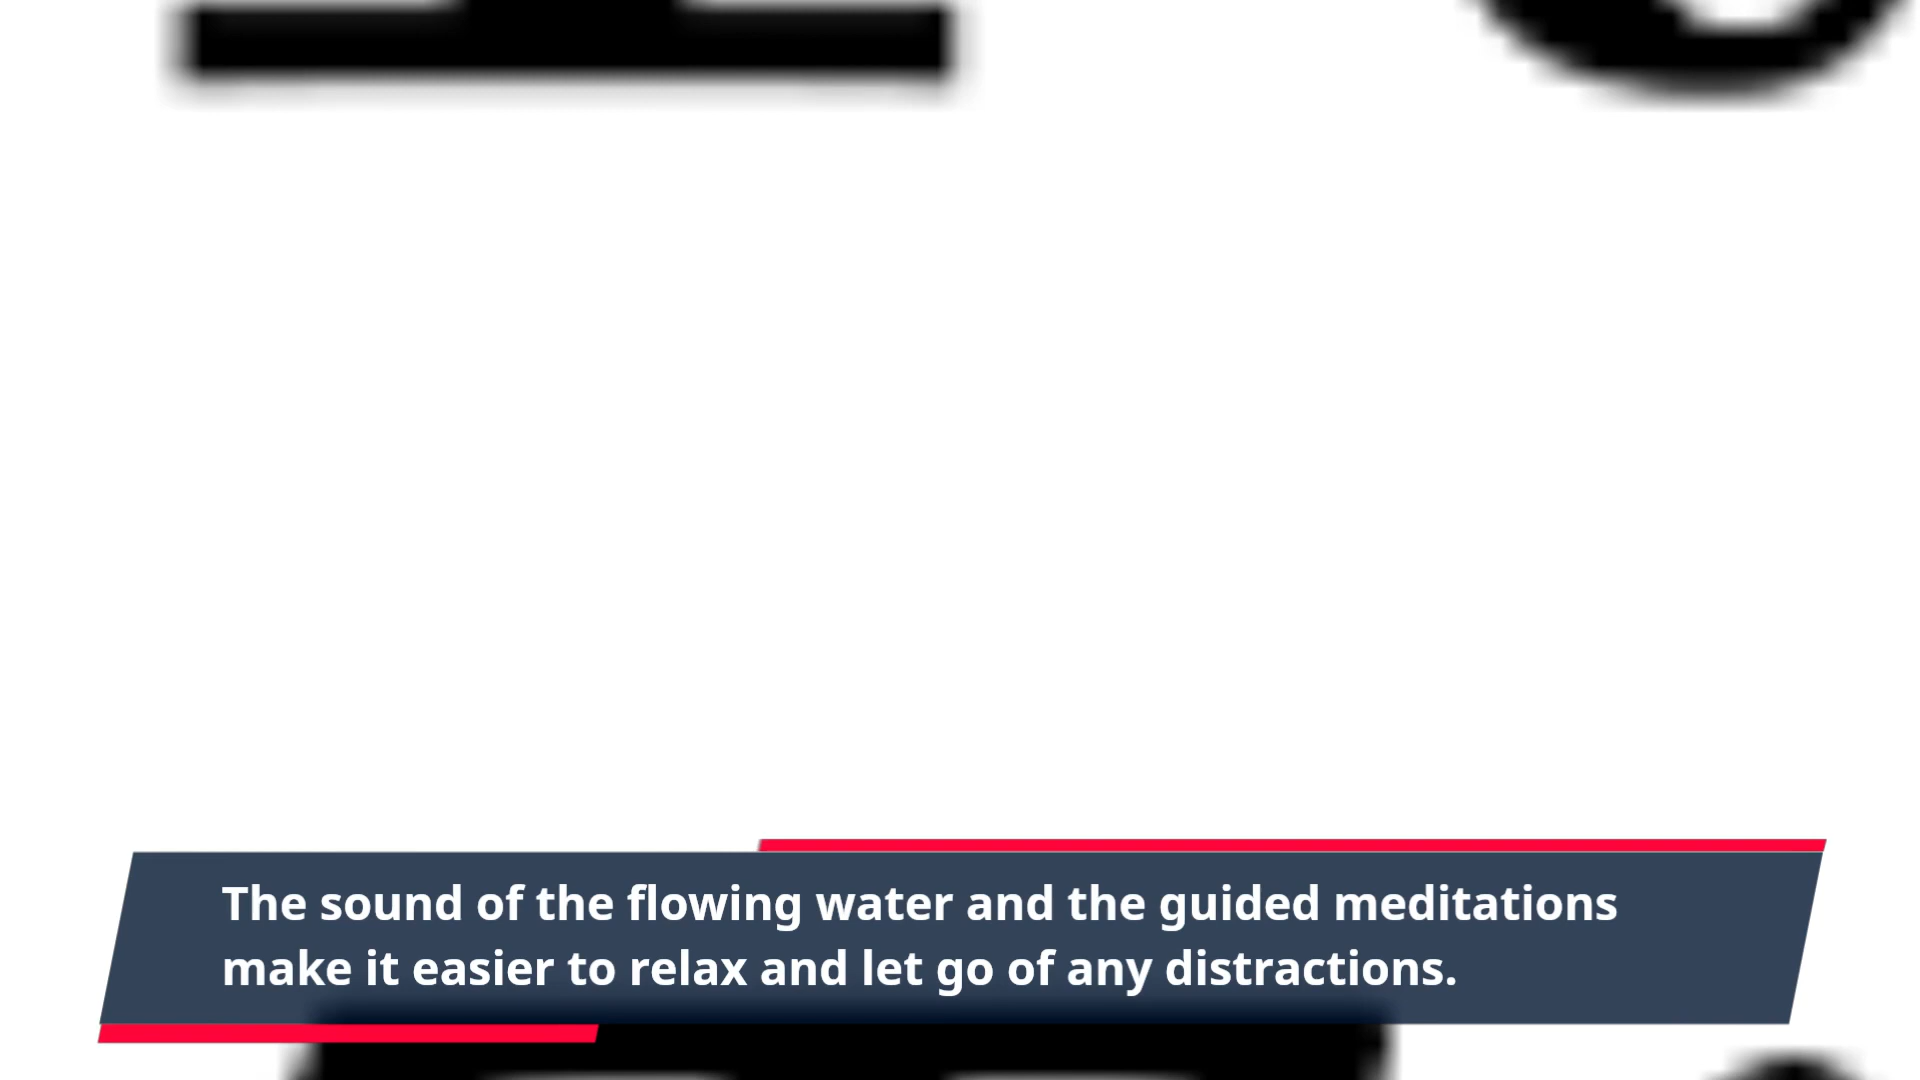 The sound of the flowing water and the guided meditations
make it easier to relax and let go of any distractions.